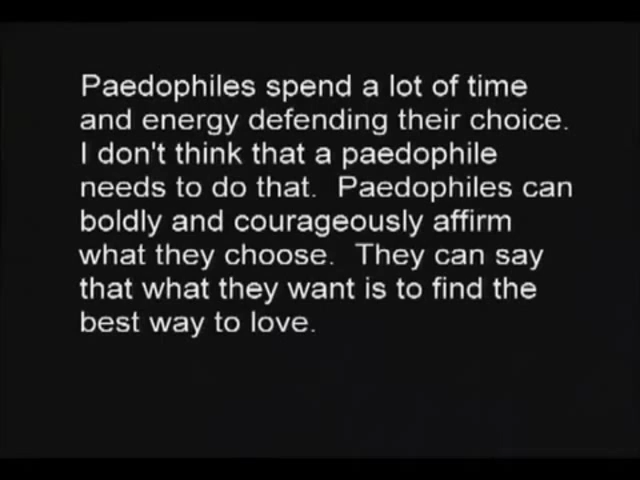 Paedophiles spend a lot of time
and energy defending their choice.
I don't think that a paedophile
needs to do that.  Paedophiles can
boldly and courageously affirm
what they choose.  They can say
that what they want is to find the
best way to love.